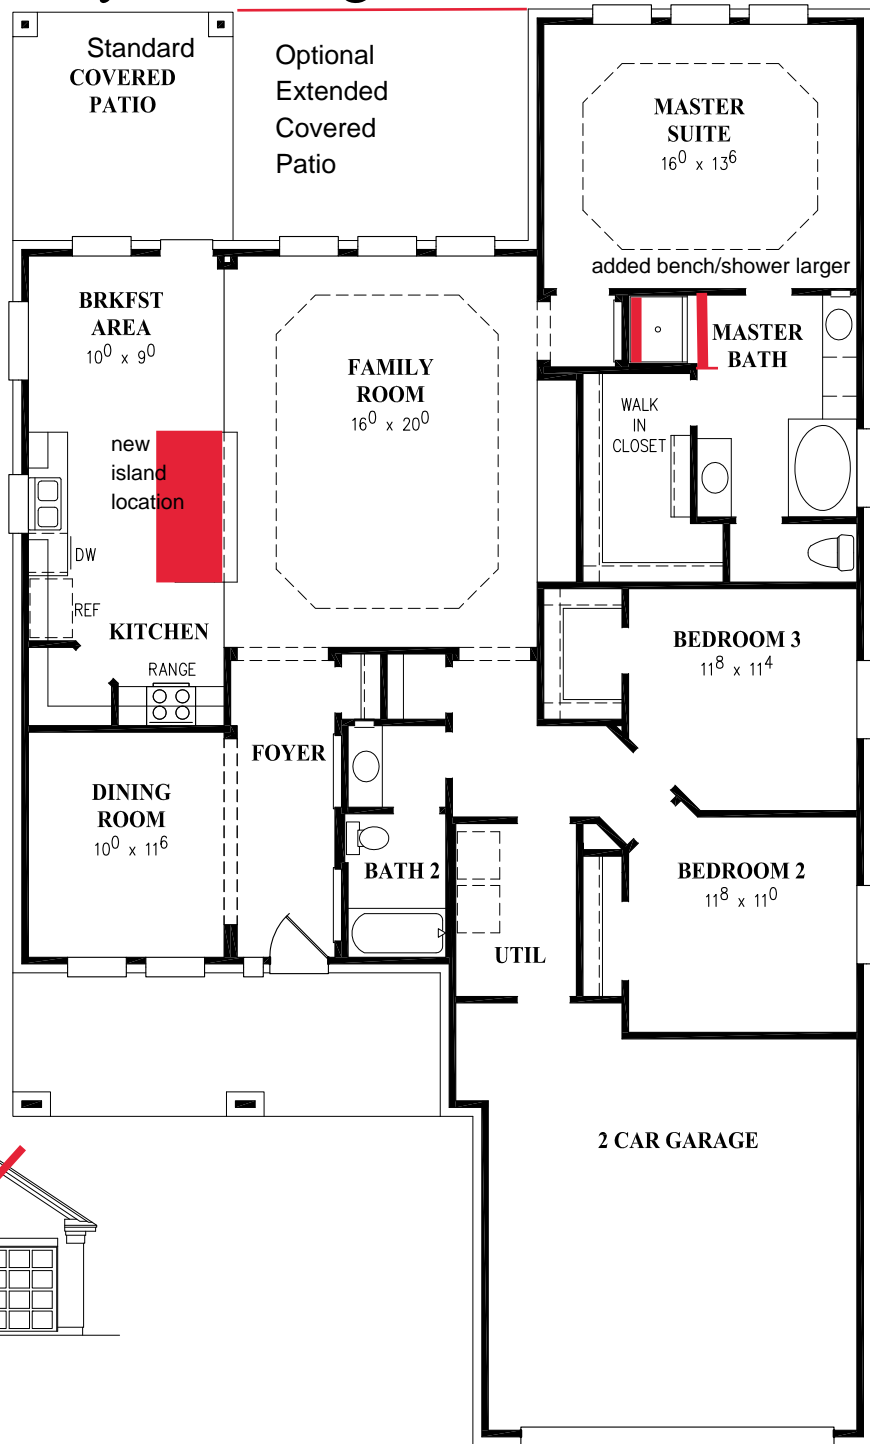 Standard
COVERED
PATIO
Optional
Extended
Covered
Patio
MASTER
SUITE
16⁰ x 13⁶
added bench/shower larger
BRKFST
AREA
10⁰ x 9⁰
FAMILY
ROOM
16⁰ x 20⁰
MASTER
BATH
WALK
IN
CLOSET
new
island
location
DW
REF
KITCHEN
RANGE
BEDROOM 3
11⁸ x 11⁴
FOYER
DINING
ROOM
10⁰ x 11⁶
BATH 2
BEDROOM 2
11⁸ x 11⁰
UTIL
2 CAR GARAGE